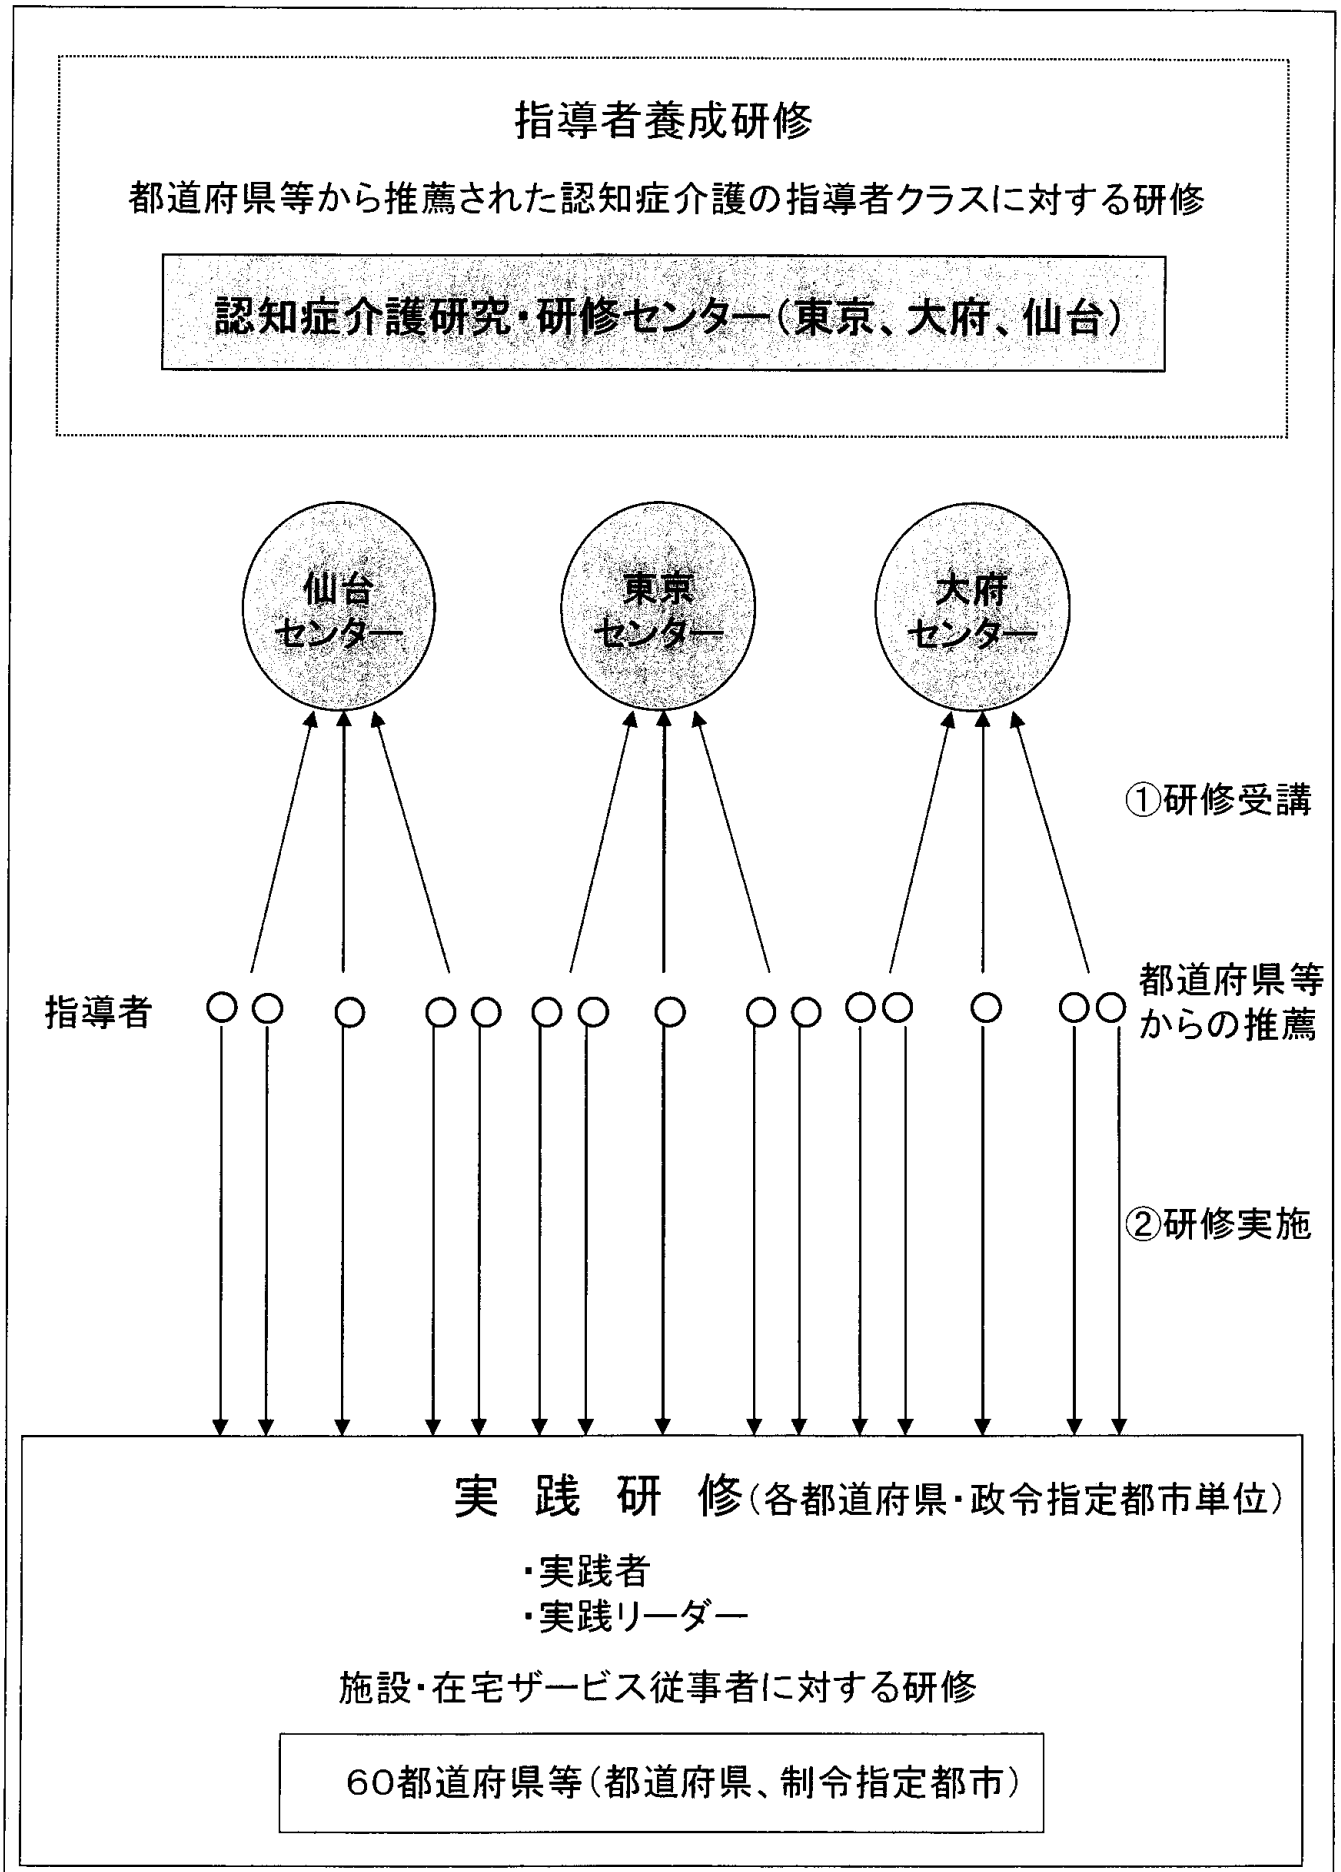 指導者養成研修
都道府県等から推薦された認知症介護の指導者クラスに対する研修
認知症介護研究・研修センター(東京、大府、仙台)
仙台
センター
東京
センター
大府
センター
①研修受講
指導者
都道府県等
からの推薦
②研修実施
実 践 研 修(各都道府県・政令指定都市単位)
・実践者
・実践リーダー
施設・在宅ザービス従事者に対する研修
60都道府県等(都道府県、制令指定都市)